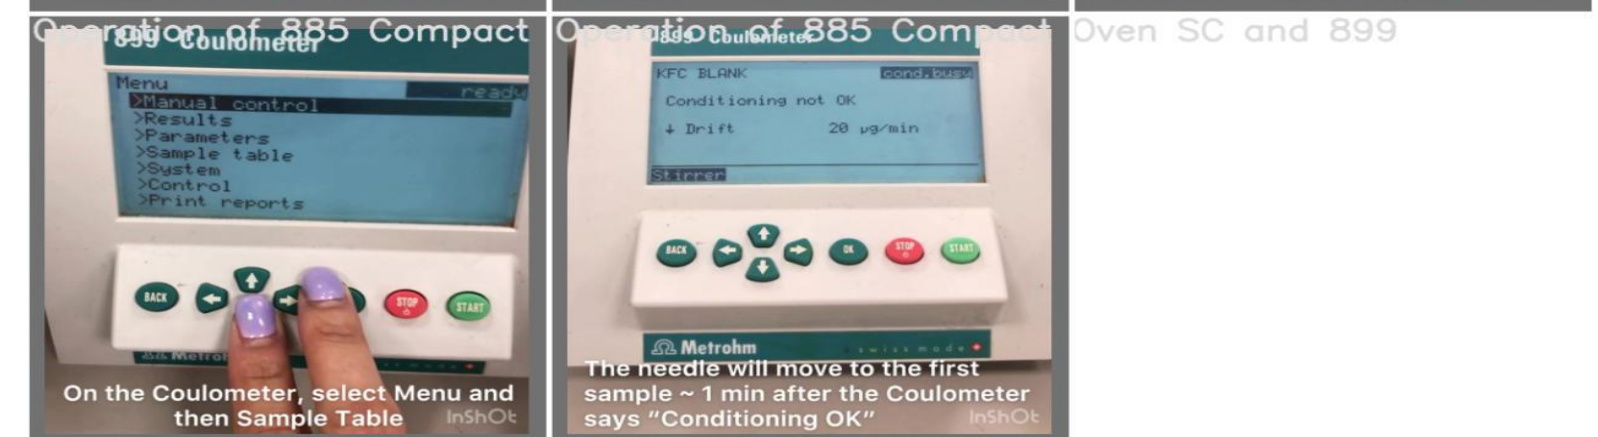 Operation of 885 Compact
899 Coulometer
Menu
ready
>Manual control
>Results
>Parameters
>Sample table
>System
>Control
>Print reports
BACK
STOP
START
Metrohm
On the Coulometer, select Menu and
then Sample Table
InShOt
Operation of 885 Compact
899 Coulometer
KFC BLANK
cond.busy
Conditioning not OK
↓ Drift 20 µg/min
Stirrer
BACK
OK
STOP
START
Metrohm
swiss made
The needle will move to the first
sample ~ 1 min after the Coulometer
says "Conditioning OK"
InShOt
Oven SC and 899